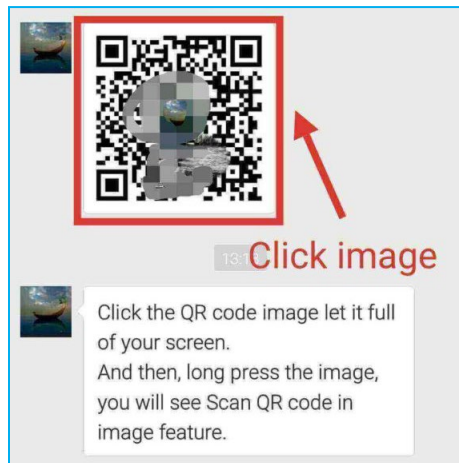 13:15
Click image
Click the QR code image let it full
of your screen.
And then, long press the image,
you will see Scan QR code in
image feature.